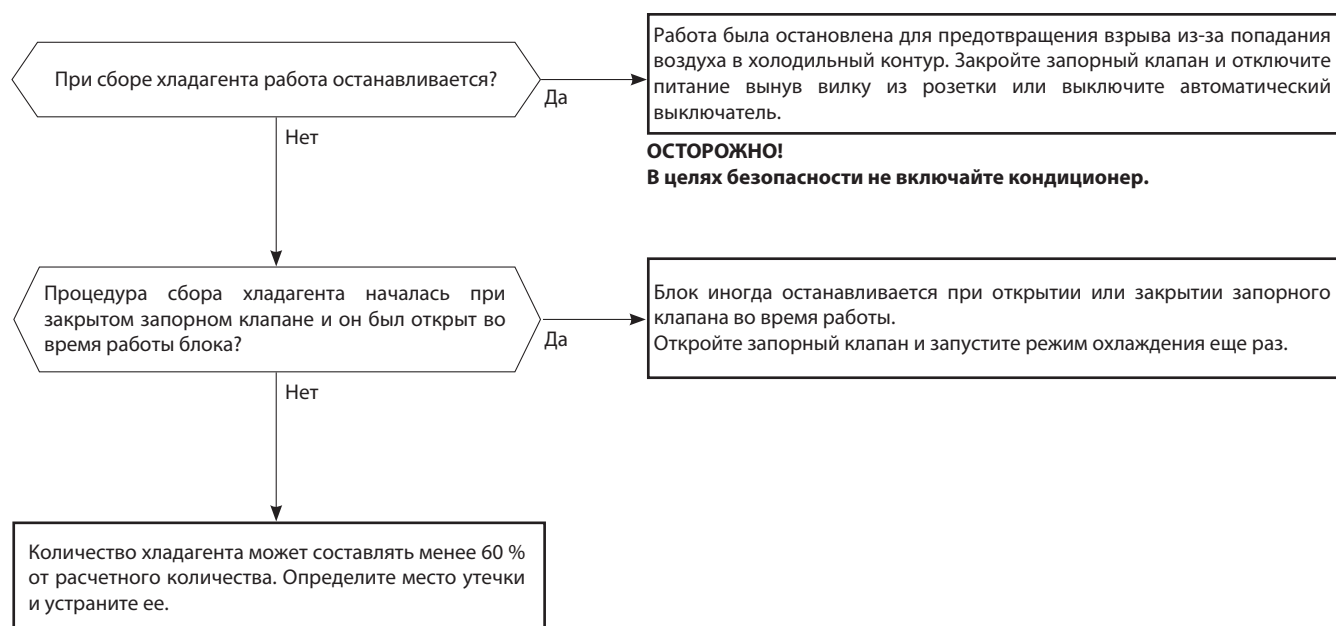 При сборе хладагента работа останавливается?
Да
Нет
Работа была остановлена для предотвращения взрыва из-за попадания
воздуха в холодильный контур. Закройте запорный клапан и отключите
питание вынув вилку из розетки или выключите автоматический
выключатель.
ОСТОРОЖНО!
В целях безопасности не включайте кондиционер.
Процедура сбора хладагента началась при
закрытом запорном клапане и он был открыт во
время работы блока?
Да
Нет
Блок иногда останавливается при открытии или закрытии запорного
клапана во время работы.
Откройте запорный клапан и запустите режим охлаждения еще раз.
Количество хладагента может составлять менее 60 %
от расчетного количества. Определите место утечки
и устраните ее.